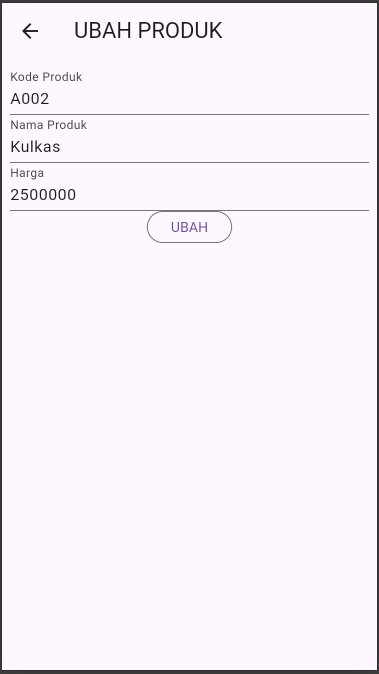 UBAH PRODUK
Kode Produk
A002
Nama Produk
Kulkas
Harga
2500000
UBAH